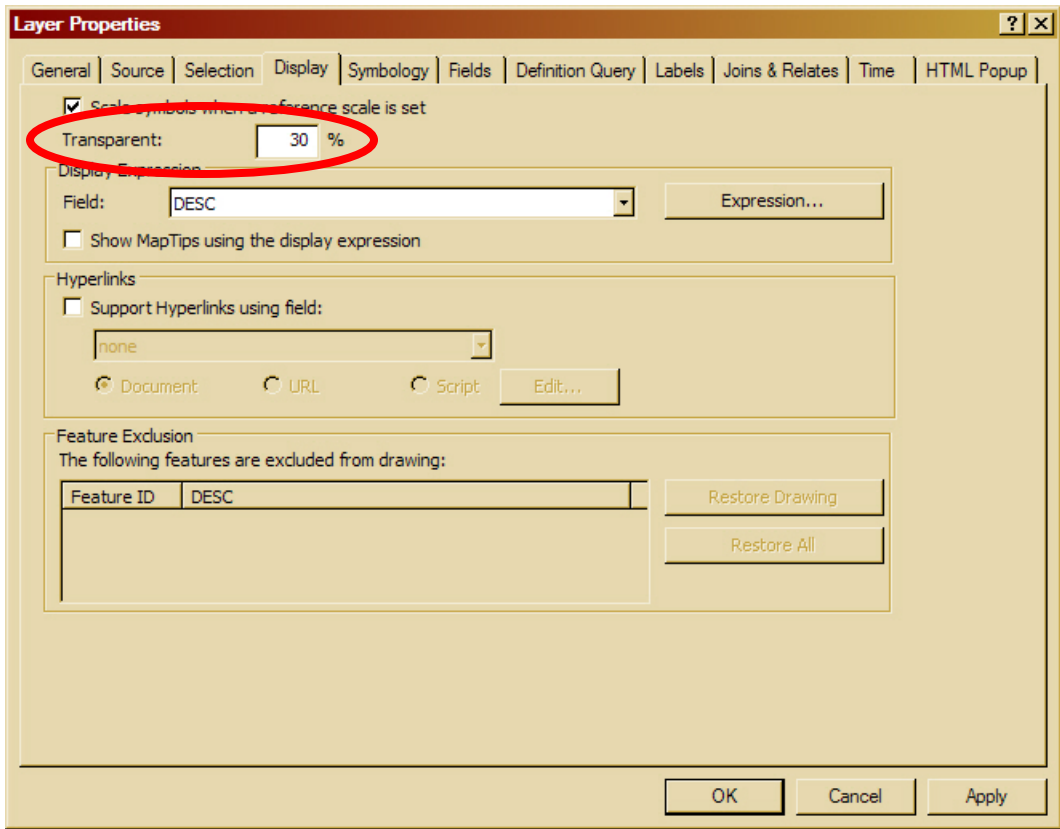 Layer Properties
General Source Selection Display Symbology Fields Definition Query Labels Joins & Relates Time HTML Popup
Scale symbols when a reference scale is set
Transparent: 30 %
Display Expression
Field: DESC Expression...
Show MapTips using the display expression
Hyperlinks
Support Hyperlinks using field:
none
Document URL Script Edit...
Feature Exclusion
The following features are excluded from drawing:
Feature ID DESC Restore Drawing
Restore All
OK Cancel Apply